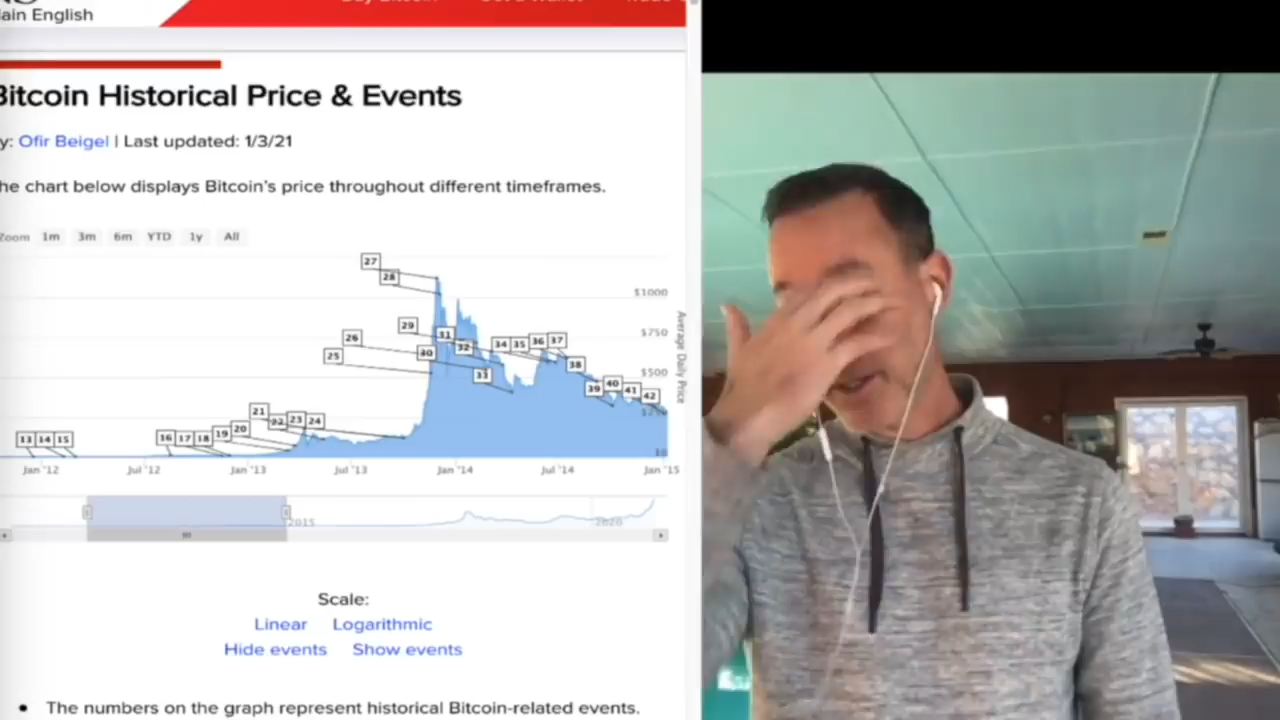 ain English
Bitcoin Historical Price & Events
y: Ofir Beigel | Last updated: 1/3/21
he chart below displays Bitcoin's price throughout different timeframes.
Zoom 1m 3m 6m YTD 1y All
27
28
$1000
29
26
31
$750
32
34 35 36 37
25
30
38
33
$500
39 40 41 42
21
22 23 24
20
19
16 17 18
13 14 15
Average Daily Price
Jan '12 Jul '12 Jan '13 Jul '13 Jan '14 Jul '14 Jan '15
2015 2020
Scale:
Linear Logarithmic
Hide events Show events
• The numbers on the graph represent historical Bitcoin-related events.